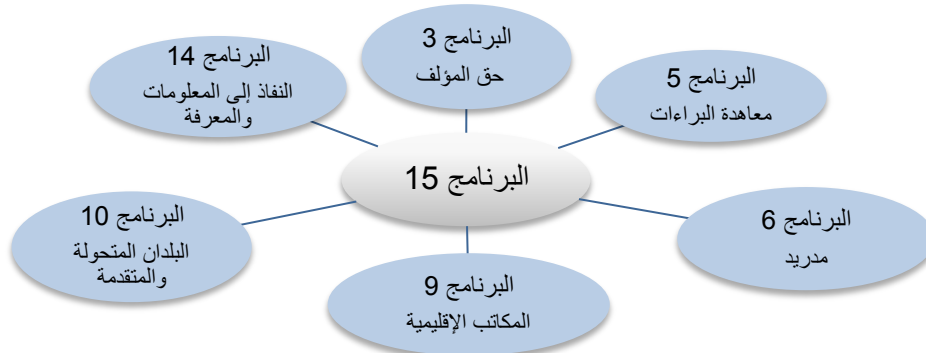 البرنامج 3
حق المؤلف
البرنامج 5
معاهدة البراءات
البرنامج 14
النفاذ إلى المعلومات
والمعرفة
البرنامج 15
البرنامج 6
مدريد
البرنامج 10
البلدان المتحولة
والمتقدمة
البرنامج 9
المكاتب الإقليمية